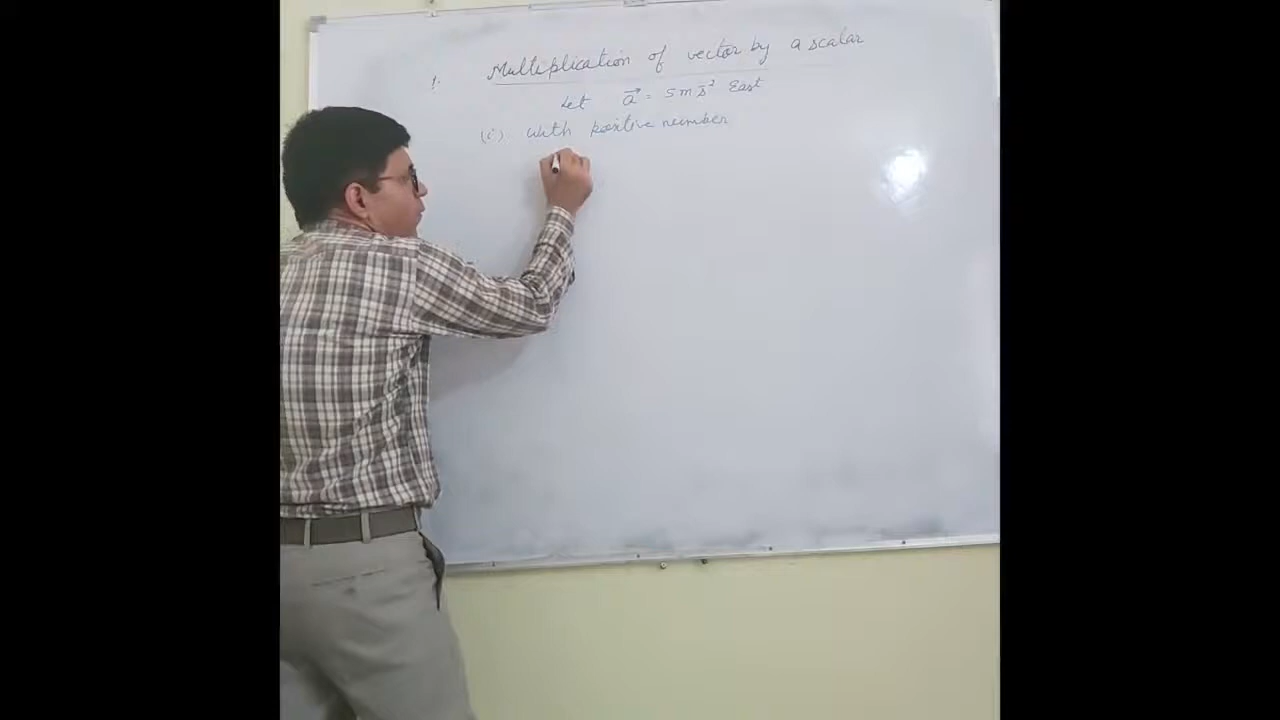 1. Multiplication of vector by a scalar
Let a⃗ = 5 m s⁻² East
(i). With positive number